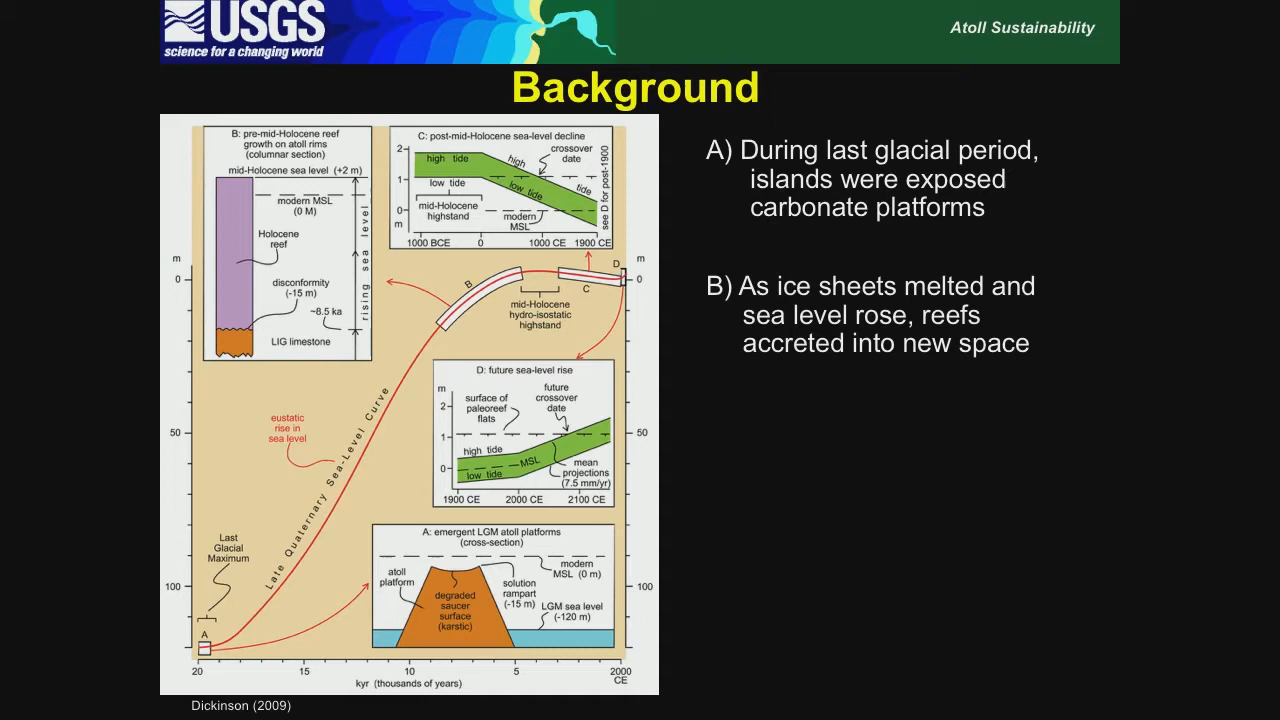 USGS
science for a changing world
Atoll Sustainability
Background
B: pre-mid-Holocene reef
growth on atoll rims
(columnar section)
mid-Holocene sea level (+2 m)
modern MSL
(0 M)
Holocene
reef
disconformity
(-15 m)
~8.5 ka
LIG limestone
rising sea level
C: post-mid-Holocene sea-level decline
crossover
date
2
1
0
m
high tide
low tide
high
tide
low tide
mid-Holocene
highstand
modern
MSL
see D for post-1900
1000 BCE 0 1000 CE 1900 CE
m
0
50
100
m
0
50
100
B
C
D
mid-Holocene
hydro-isostatic
highstand
D: future sea-level rise
m
2
1
0
surface of
paleoreef
flats
future
crossover
date
high tide
MSL
low tide
mean
projections
(7.5 mm/yr)
1900 CE 2000 CE 2100 CE
eustatic
rise in
sea level
Late Quaternary Sea-Level Curve
Last
Glacial
Maximum
A
A: emergent LGM atoll platforms
(cross-section)
modern
MSL (0 m)
atoll
platform
solution
rampart
(-15 m)
degraded
saucer
surface
(karstic)
LGM sea level
(-120 m)
20 15 10 5 2000
CE
kyr (thousands of years)
Dickinson (2009)
A) During last glacial period,
islands were exposed
carbonate platforms
B) As ice sheets melted and
sea level rose, reefs
accreted into new space